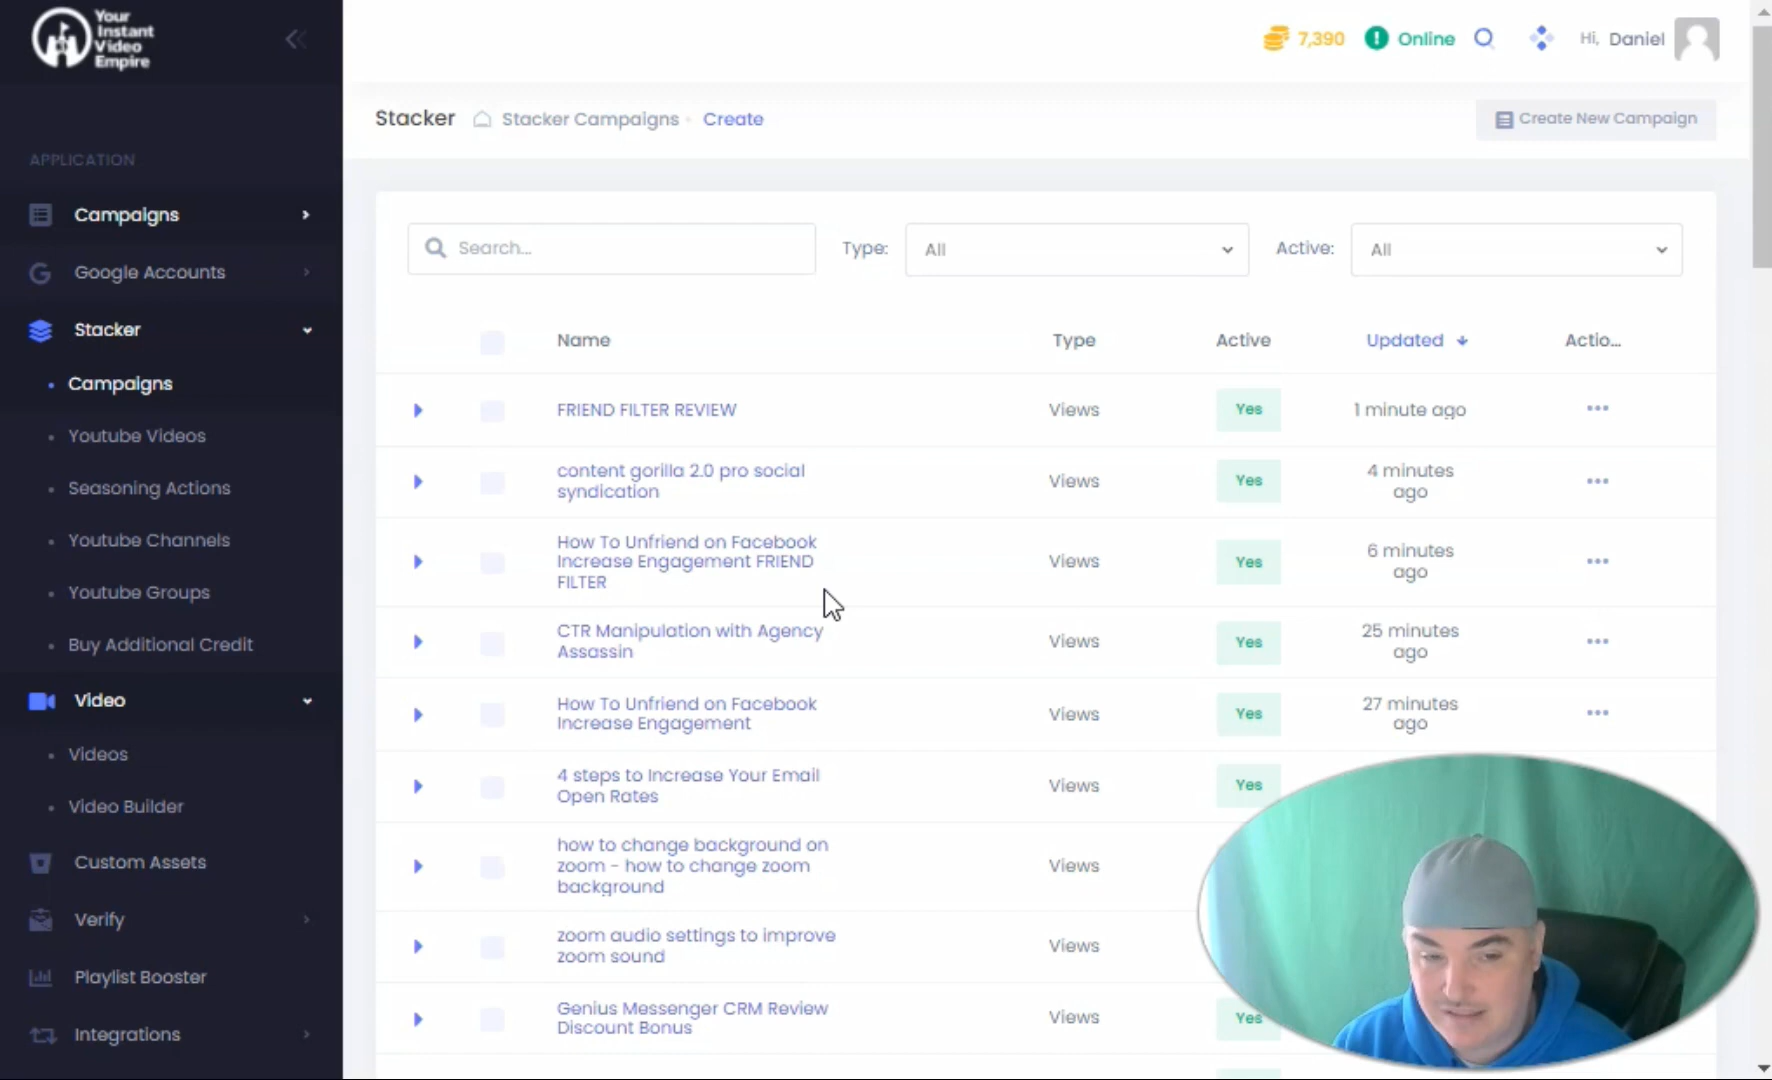 Your
Instant
Video
Empire
7,390
Online
Hi, Daniel
Stacker
Stacker Campaigns
Create
Create New Campaign
APPLICATION
Campaigns
Google Accounts
Stacker
Campaigns
Youtube Videos
Seasoning Actions
Youtube Channels
Youtube Groups
Buy Additional Credit
Video
Videos
Video Builder
Custom Assets
Verify
Playlist Booster
Integrations
Search...
Type:
All
Active:
All
Name
Type
Active
Updated
Actio...
FRIEND FILTER REVIEW
Views
Yes
1 minute ago
content gorilla 2.0 pro social
syndication
Views
Yes
4 minutes
ago
How To Unfriend on Facebook
Increase Engagement FRIEND
FILTER
Views
Yes
6 minutes
ago
CTR Manipulation with Agency
Assassin
Views
Yes
25 minutes
ago
How To Unfriend on Facebook
Increase Engagement
Views
Yes
27 minutes
ago
4 steps to Increase Your Email
Open Rates
Views
Yes
how to change background on
zoom - how to change zoom
background
Views
zoom audio settings to improve
zoom sound
Views
Genius Messenger CRM Review
Discount Bonus
Views
Yes